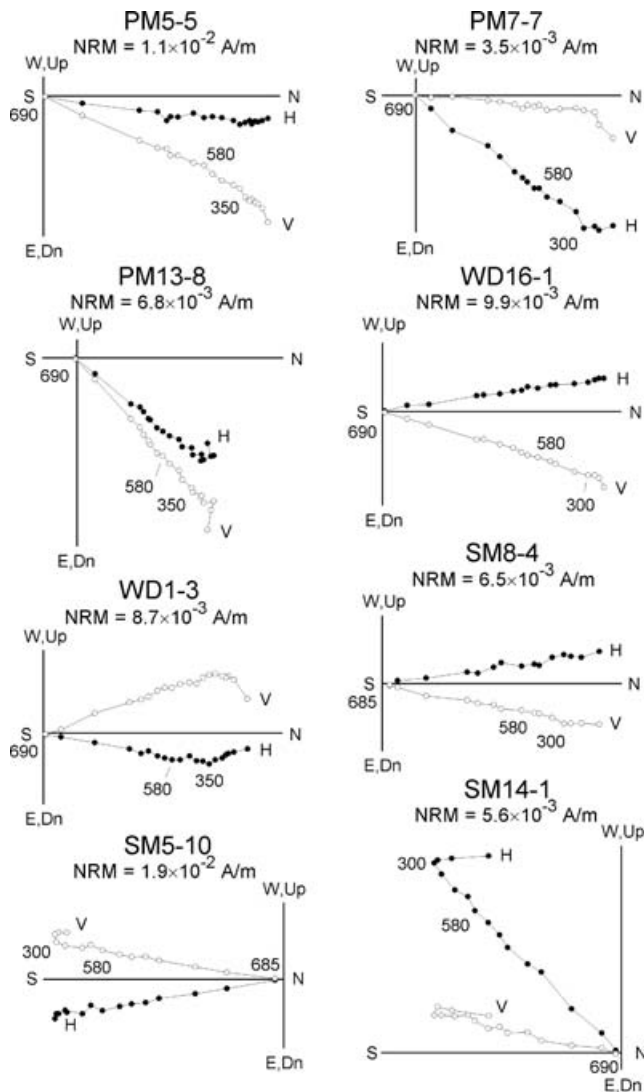 PM5-5
NRM = 1.1×10⁻² A/m
W,Up
S
N
690
H
580
350
V
E,Dn
PM7-7
NRM = 3.5×10⁻³ A/m
W,Up
S
N
690
V
580
300
H
E,Dn
PM13-8
NRM = 6.8×10⁻³ A/m
W,Up
S
N
690
H
580
350
V
E,Dn
WD16-1
NRM = 9.9×10⁻³ A/m
W,Up
H
S
N
690
580
300
V
E,Dn
WD1-3
NRM = 8.7×10⁻³ A/m
W,Up
V
S
N
690
H
580
350
E,Dn
SM8-4
NRM = 6.5×10⁻³ A/m
W,Up
H
S
N
685
580
300
V
E,Dn
SM5-10
NRM = 1.9×10⁻² A/m
W,Up
V
300
580
685
S
N
H
E,Dn
SM14-1
NRM = 5.6×10⁻³ A/m
W,Up
300
H
580
V
S
690
N
E,Dn